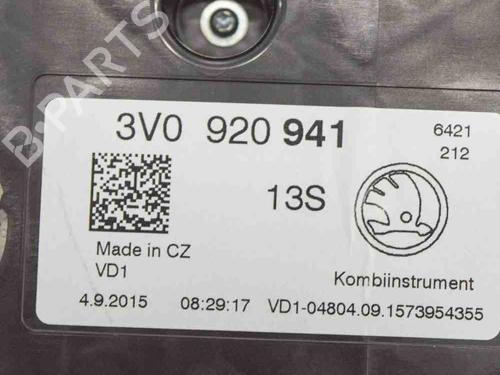 B-PARTS
3V0 920 941
6421
212
13S
Made in CZ
VD1
Kombiinstrument
4.9.2015 08:29:17 VD1-04804.09.1573954355